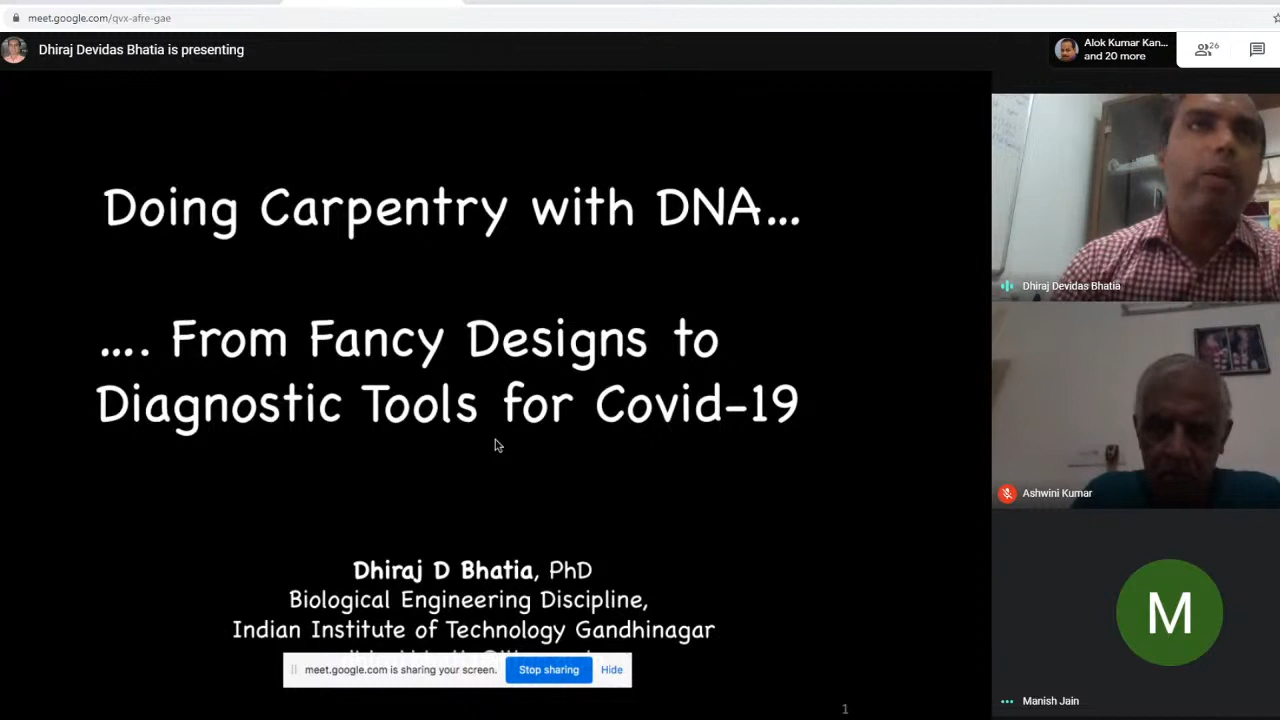 meet.google.com/qvx-afre-gae
Dhiraj Devidas Bhatia is presenting
Alok Kumar Kan...
and 20 more
26
Doing Carpentry with DNA...
.... From Fancy Designs to
Diagnostic Tools for Covid-19
Dhiraj D Bhatia, PhD
Biological Engineering Discipline,
Indian Institute of Technology Gandhinagar
meet.google.com is sharing your screen.
Stop sharing
Hide
1
Dhiraj Devidas Bhatia
Ashwini Kumar
M
Manish Jain